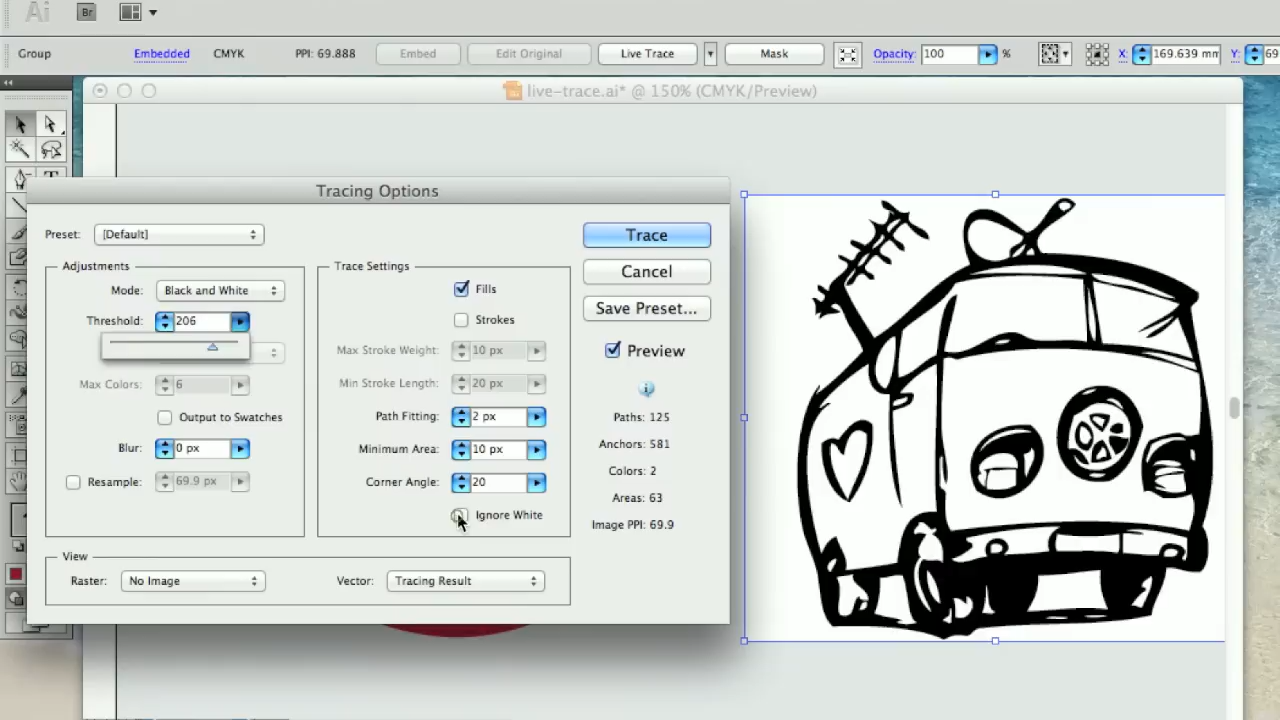 Ai Br
Group Embedded CMYK PPI: 69.888 Embed Edit Original Live Trace Mask Opacity: 100 % X: 169.639 mm Y: 69
live-trace.ai* @ 150% (CMYK/Preview)
Tracing Options
Preset: [Default]
Trace
Adjustments
Trace Settings
Cancel
Mode: Black and White
Fills
Save Preset...
Threshold: 206
Strokes
Preview
Max Stroke Weight: 10 px
Max Colors: 6
Min Stroke Length: 20 px
Output to Swatches
Path Fitting: 2 px
Paths: 125
Blur: 0 px
Minimum Area: 10 px
Anchors: 581
Colors: 2
Resample: 69.9 px
Corner Angle: 20
Areas: 63
Ignore White
Image PPI: 69.9
View
Raster: No Image
Vector: Tracing Result